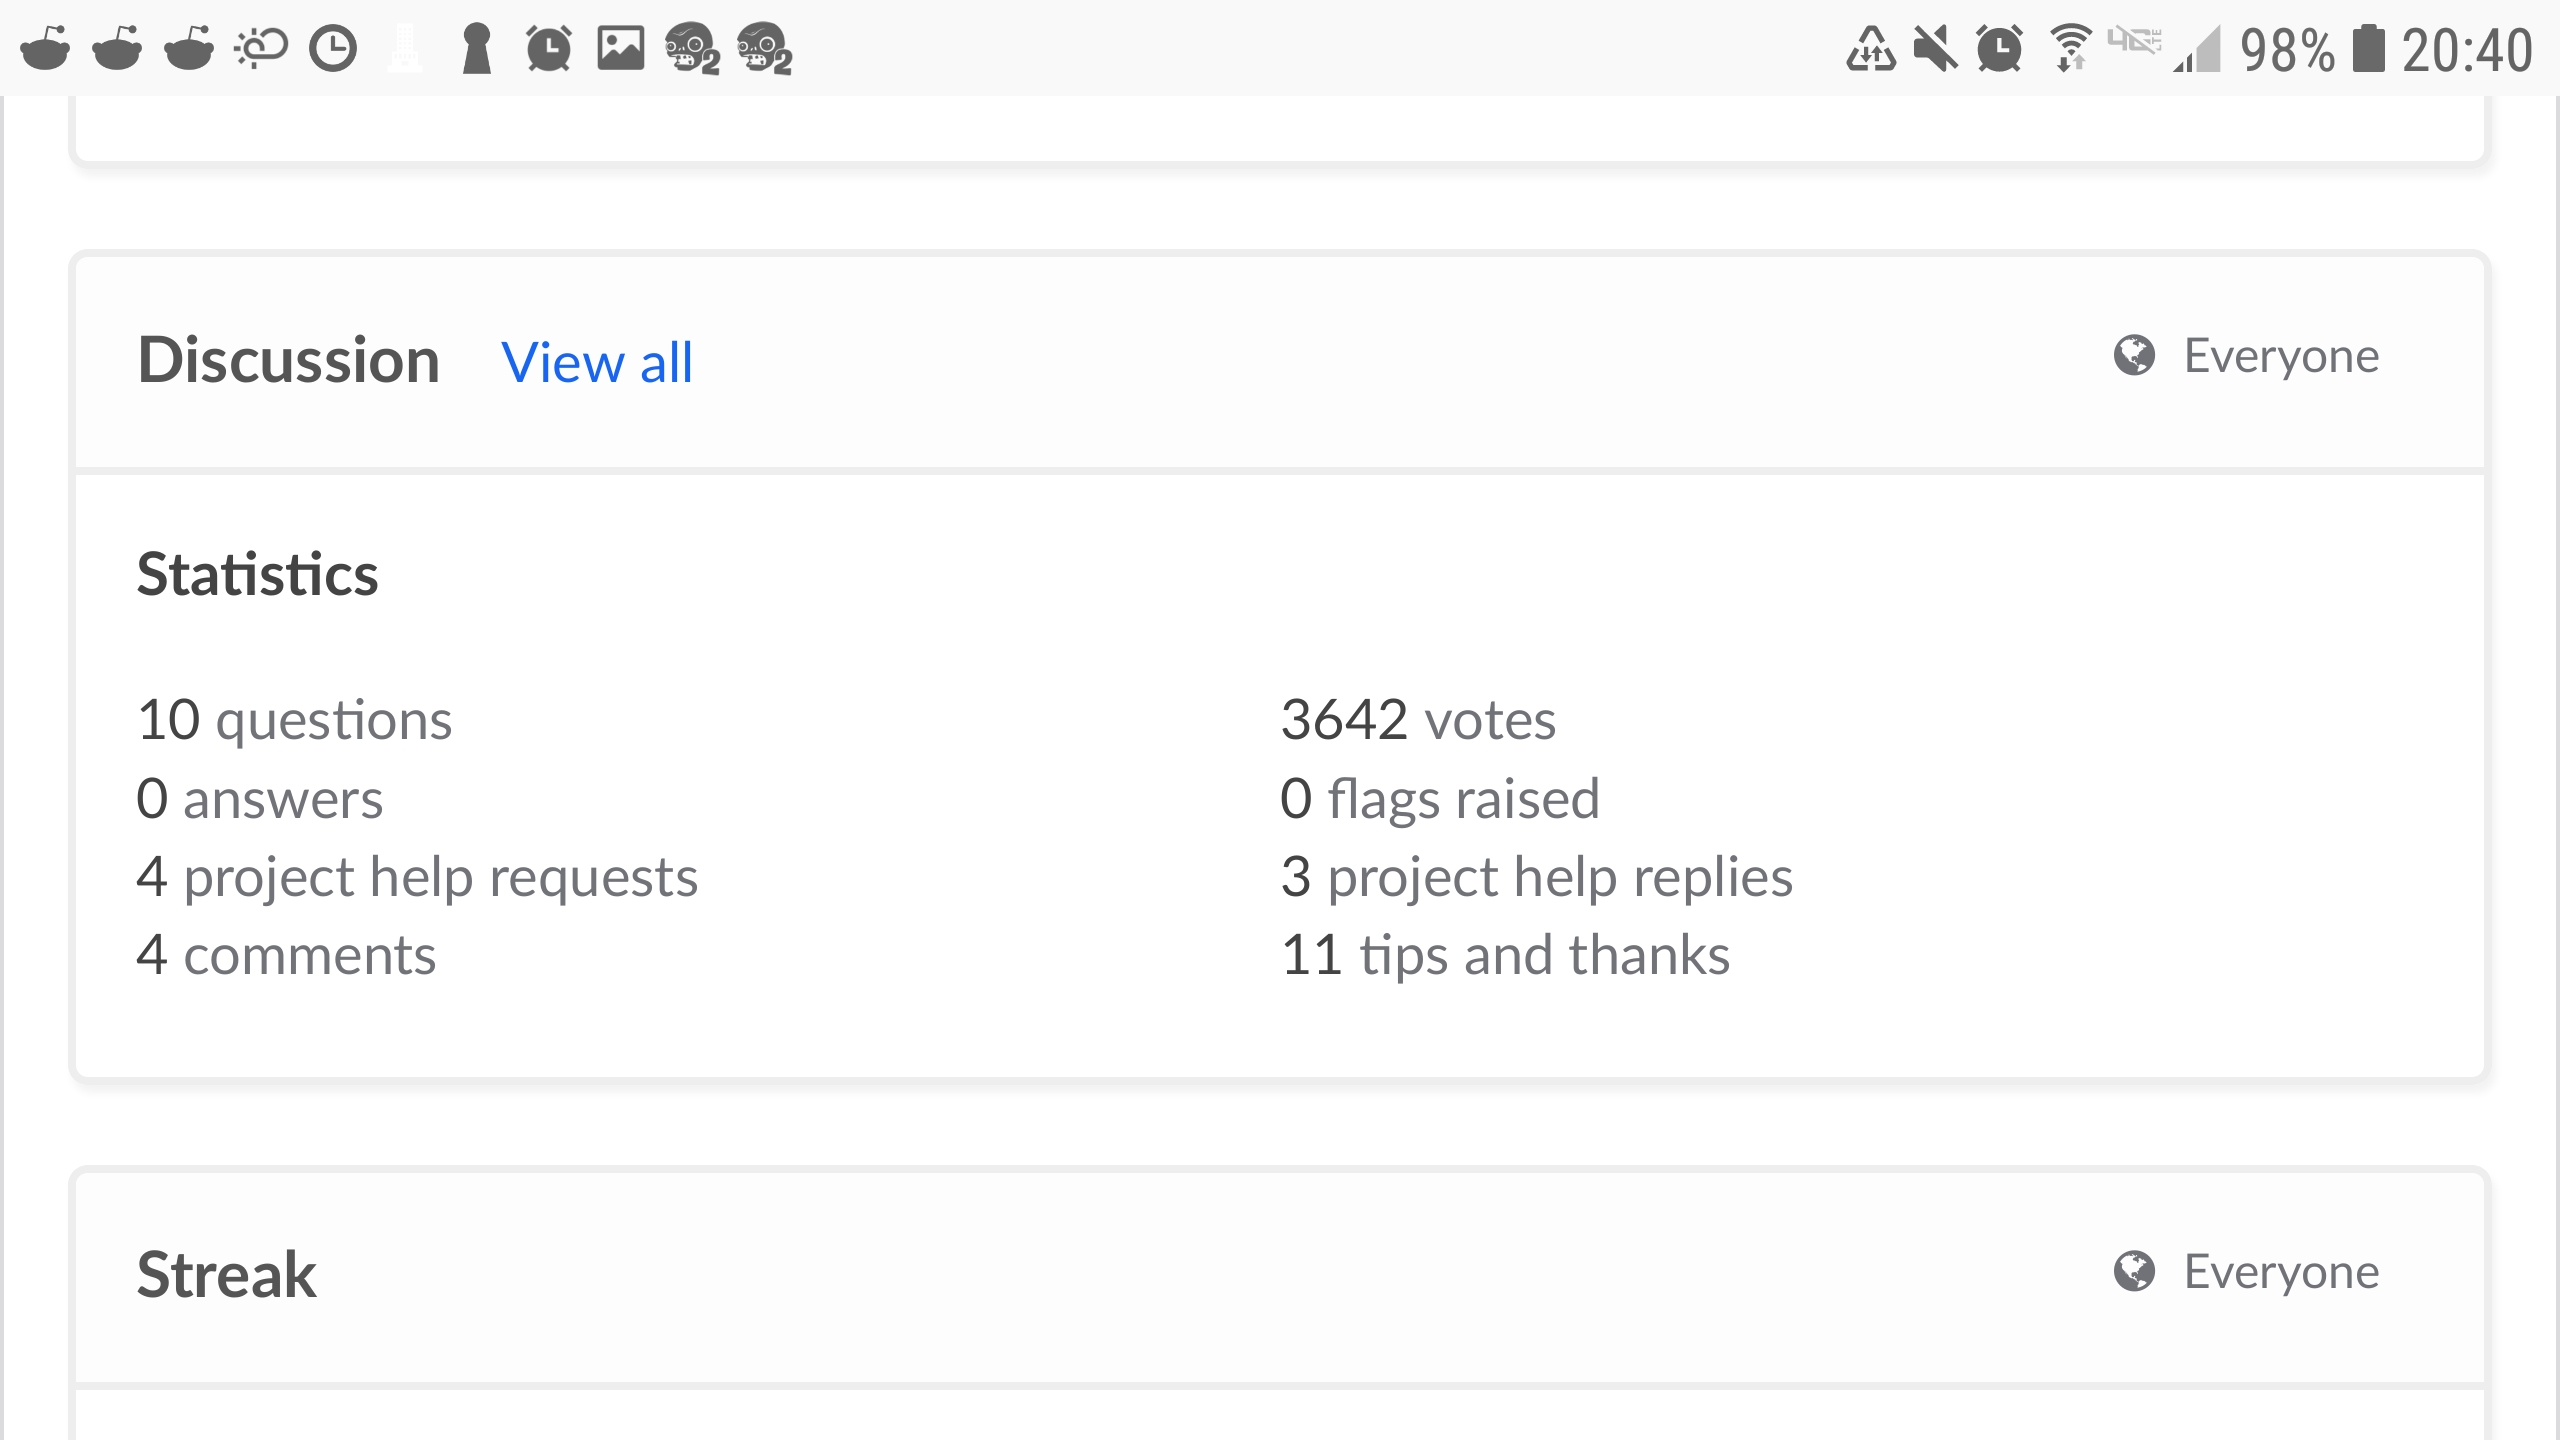 98% 20:40
Discussion View all Everyone
Statistics
10 questions
0 answers
4 project help requests
4 comments
3642 votes
0 flags raised
3 project help replies
11 tips and thanks
Streak Everyone